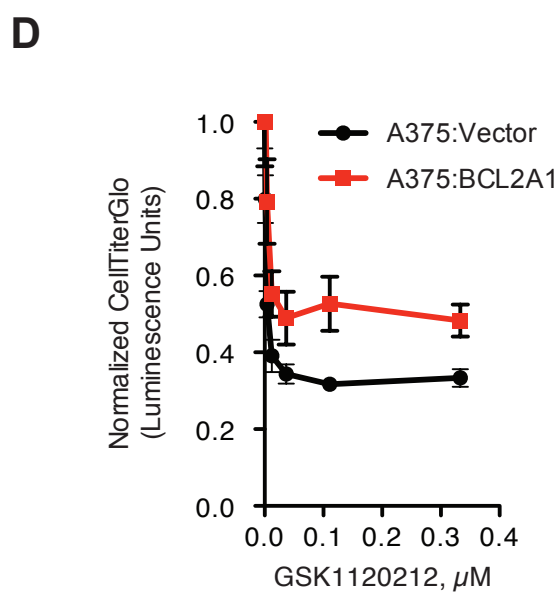 D
A375:Vector
A375:BCL2A1
Normalized CellTiterGlo
(Luminescence Units)
1.0
0.8
0.6
0.4
0.2
0.0
0.0 0.1 0.2 0.3 0.4
GSK1120212, μM